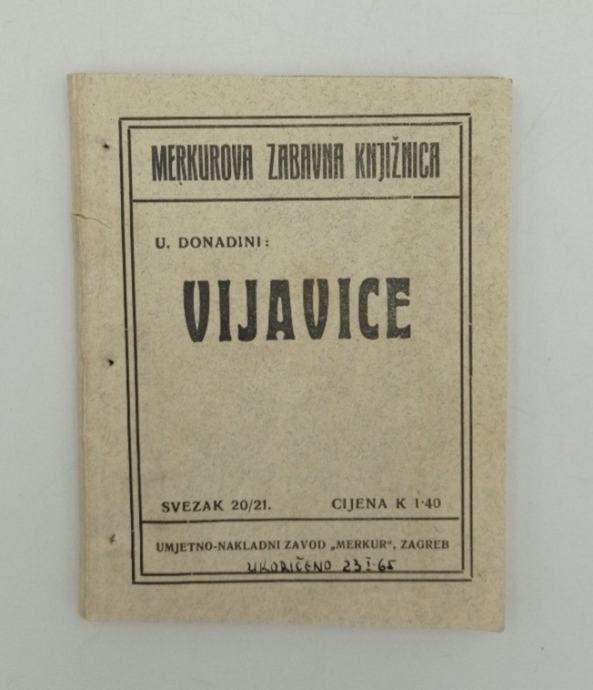 MERKUROVA ZABAVNA KNJIŽNICA
U. DONADINI:
VIJAVICE
SVEZAK 20/21. CIJENA K 1·40
UMJETNO-NAKLADNI ZAVOD „MERKUR“, ZAGREB
UKORIČENO 23 I·65